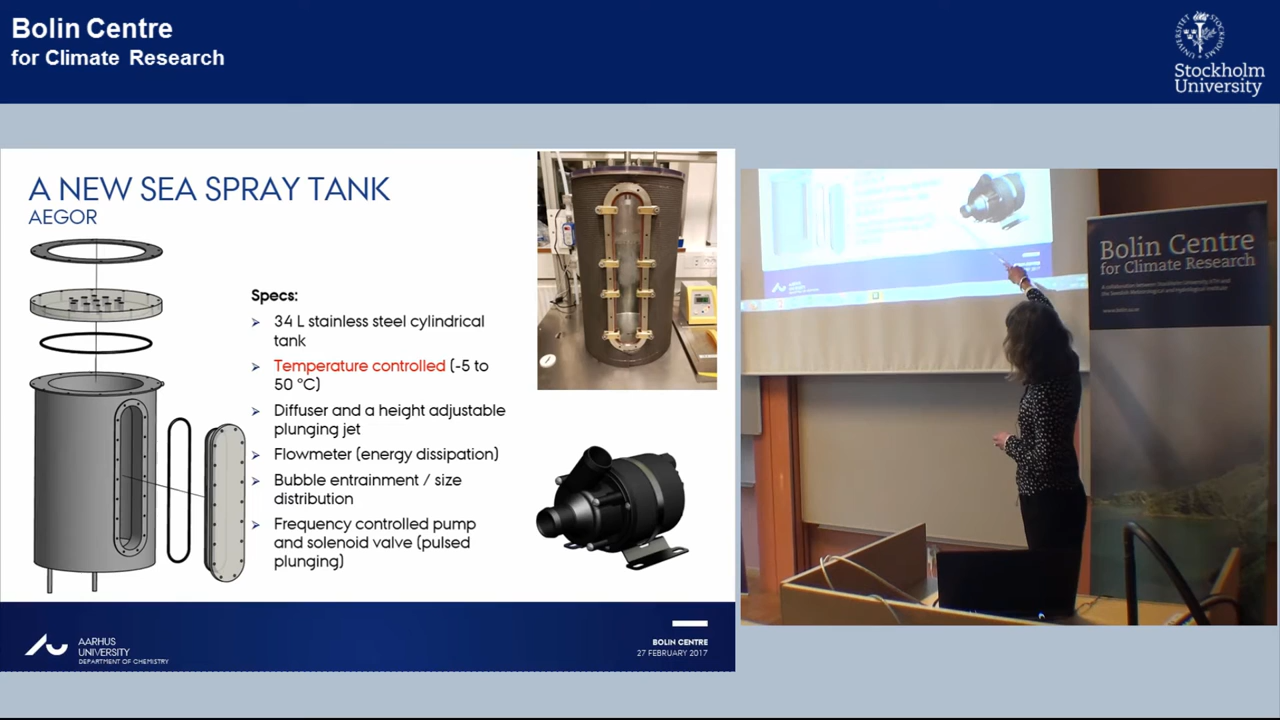 Bolin Centre
for Climate Research
Stockholm
University
A NEW SEA SPRAY TANK
AEGOR
Specs:
➢ 34 L stainless steel cylindrical
tank
➢ Temperature controlled (-5 to
50 °C)
➢ Diffuser and a height adjustable
plunging jet
➢ Flowmeter (energy dissipation)
➢ Bubble entrainment / size
distribution
➢ Frequency controlled pump
and solenoid valve (pulsed
plunging)
AARHUS
UNIVERSITY
DEPARTMENT OF CHEMISTRY
BOLIN CENTRE
27 FEBRUARY 2017
Bolin Centre
for Climate Research